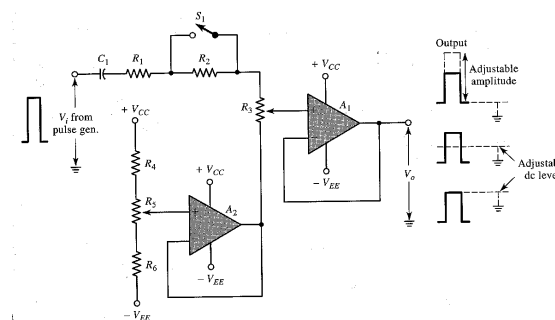 S1
C1
R1
R2
Output
+ VCC
Adjustable
amplitude
Vi from
pulse gen.
+ VCC
R3
A1
R4
− VEE
Vo
Adjustab
dc leve
+ VCC
R5
A2
R6
− VEE
− VEE